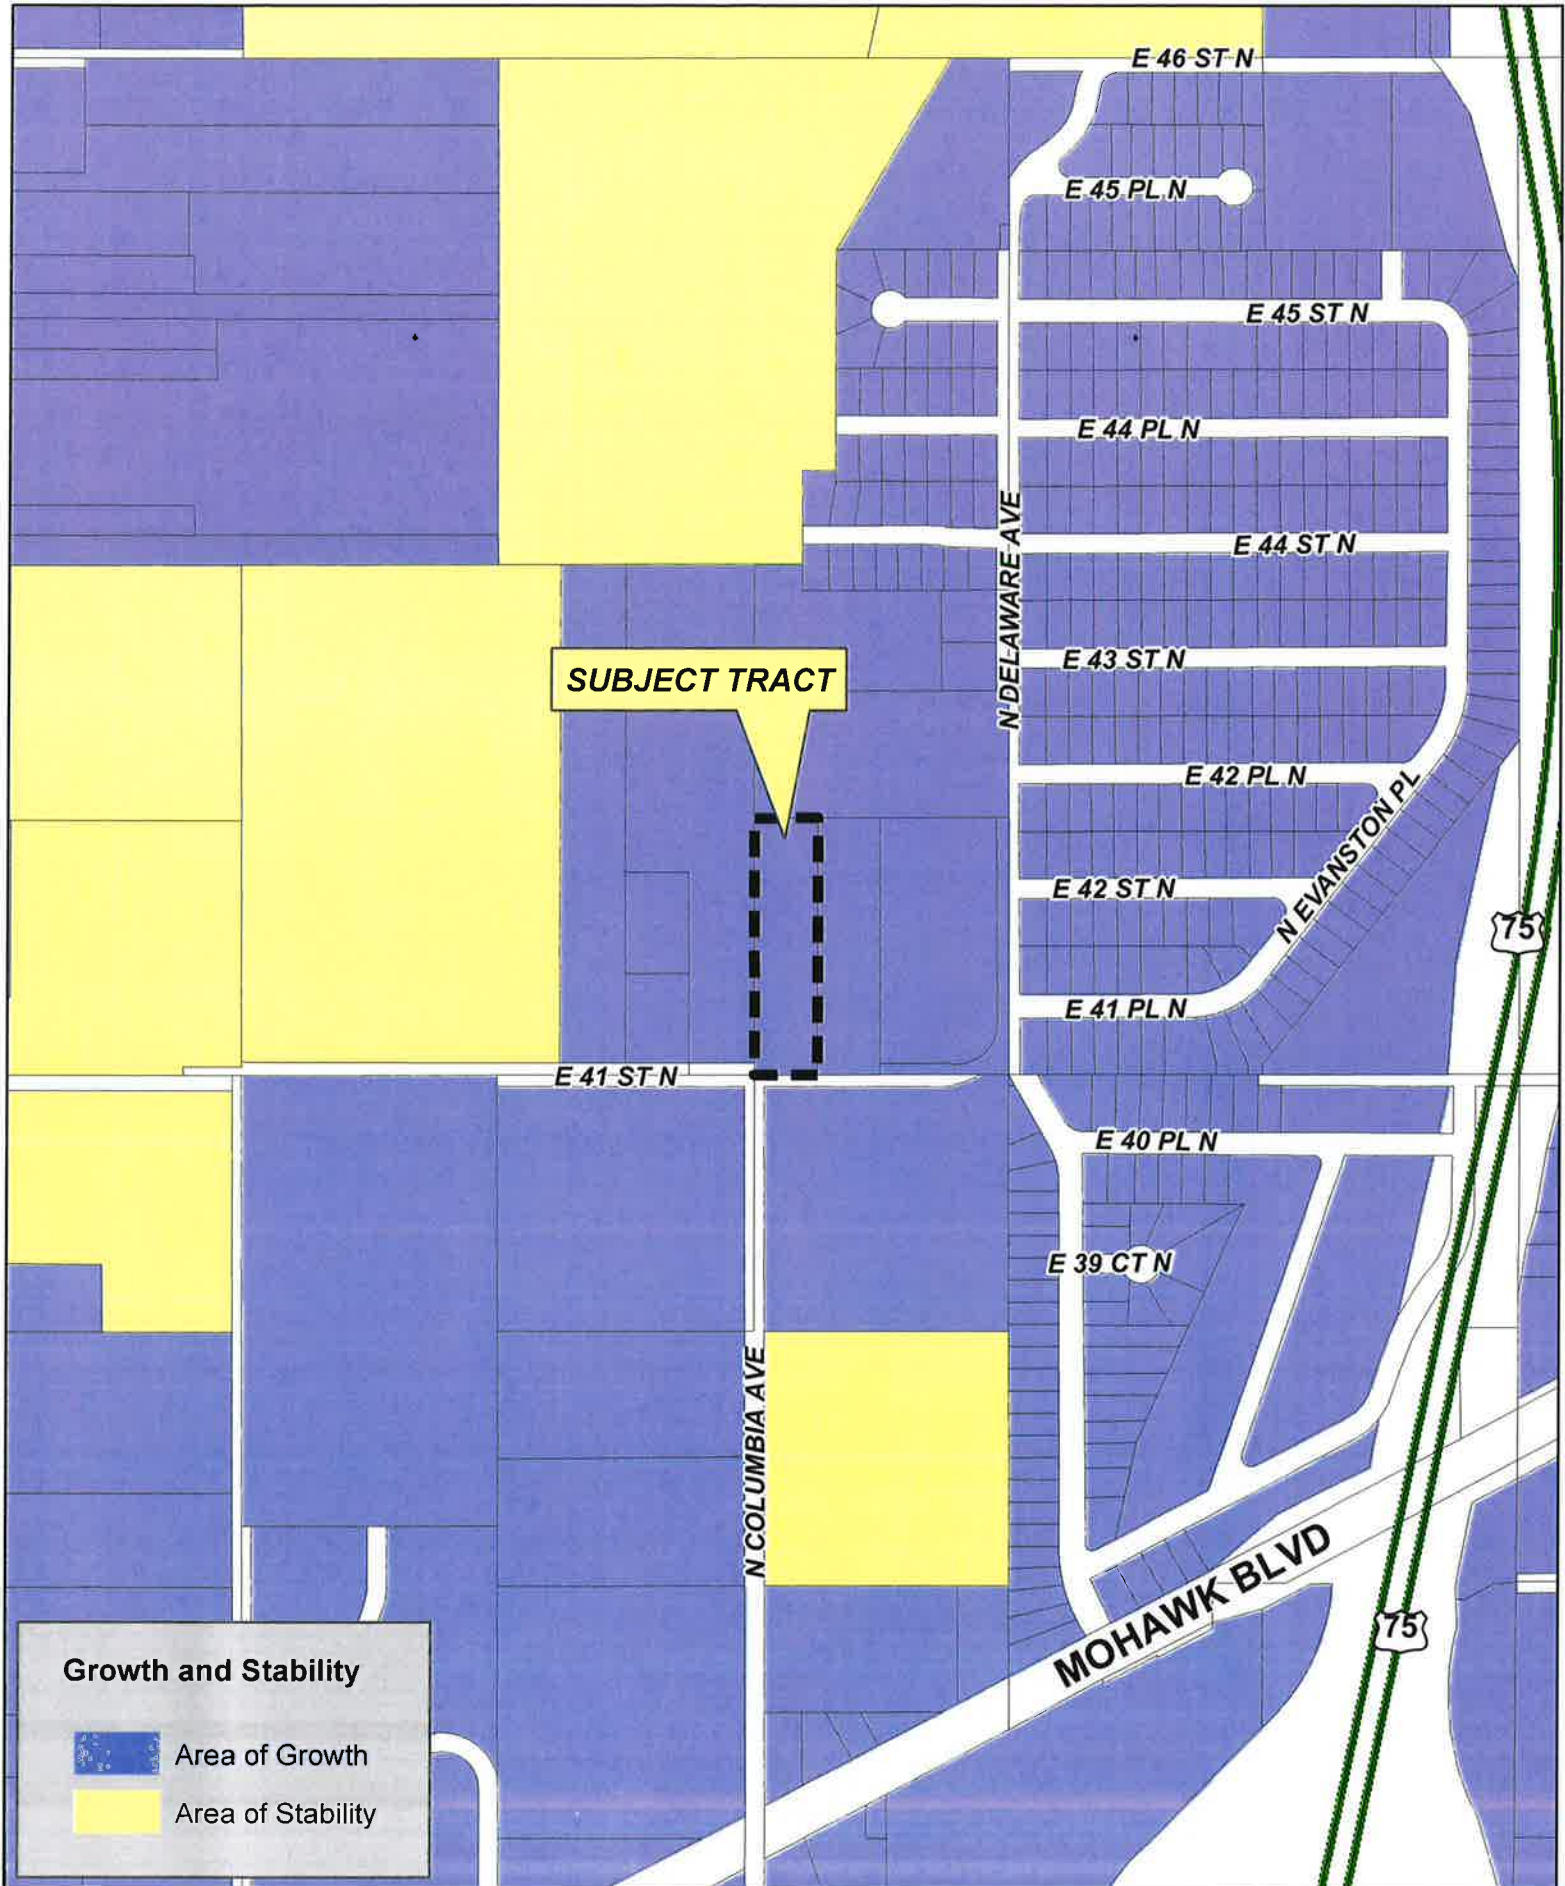 E 46 ST N
E 45 PL N
E 45 ST N
E 44 PL N
N DELAWARE AVE
E 44 ST N
E 43 ST N
SUBJECT TRACT
E 42 PL N
N EVANSTON PL
E 42 ST N
75
E 41 PL N
E 41 ST N
E 40 PL N
E 39 CT N
N COLUMBIA AVE
MOHAWK BLVD
75
Growth and Stability
Area of Growth
Area of Stability